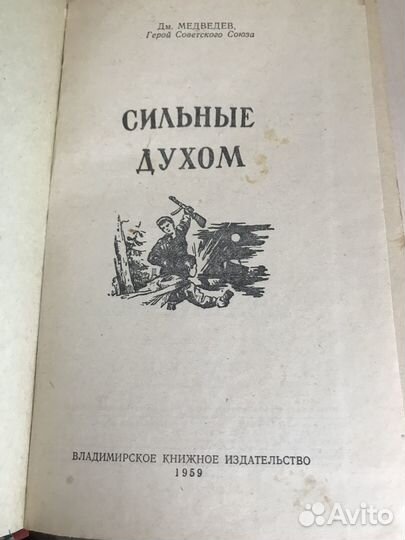 Дм. МЕДВЕДЕВ,
Герой Советского Союза
СИЛЬНЫЕ
ДУХОМ
ВЛАДИМИРСКОЕ КНИЖНОЕ ИЗДАТЕЛЬСТВО
1959
Avito